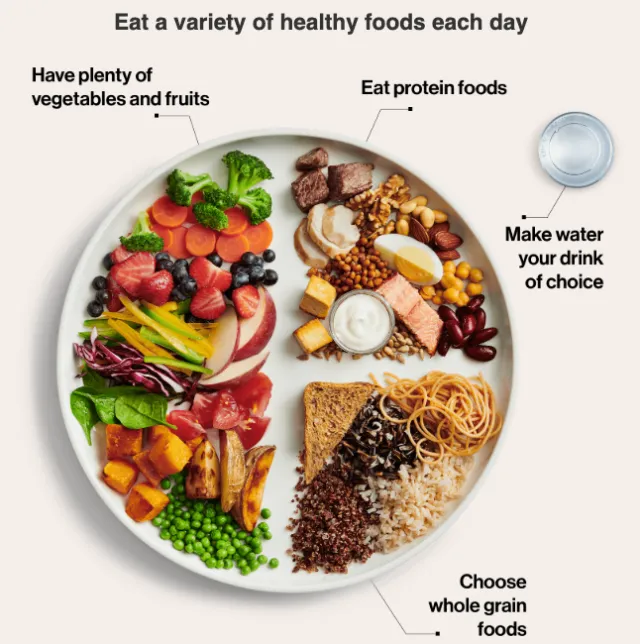 Eat a variety of healthy foods each day
Have plenty of
vegetables and fruits
Eat protein foods
Make water
your drink
of choice
Choose
whole grain
foods